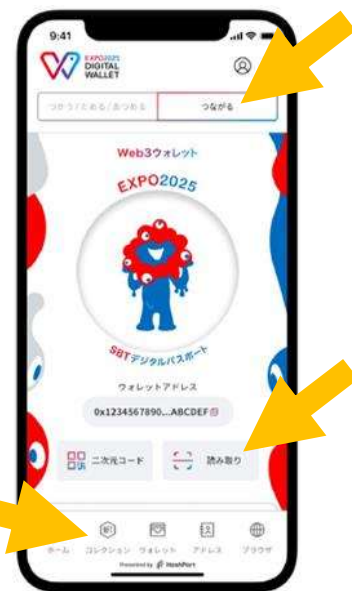 9:41
EXPO2025
DIGITAL
WALLET
つかう/ためる/あつめる
つながる
Web3ウォレット
EXPO2025
SBTデジタルパスポート
ウォレットアドレス
0x1234567890...ABCDEF
二次元コード
読み取り
ホーム
コレクション
ウォレット
アドレス
ブラウザ
Presented by HashPort